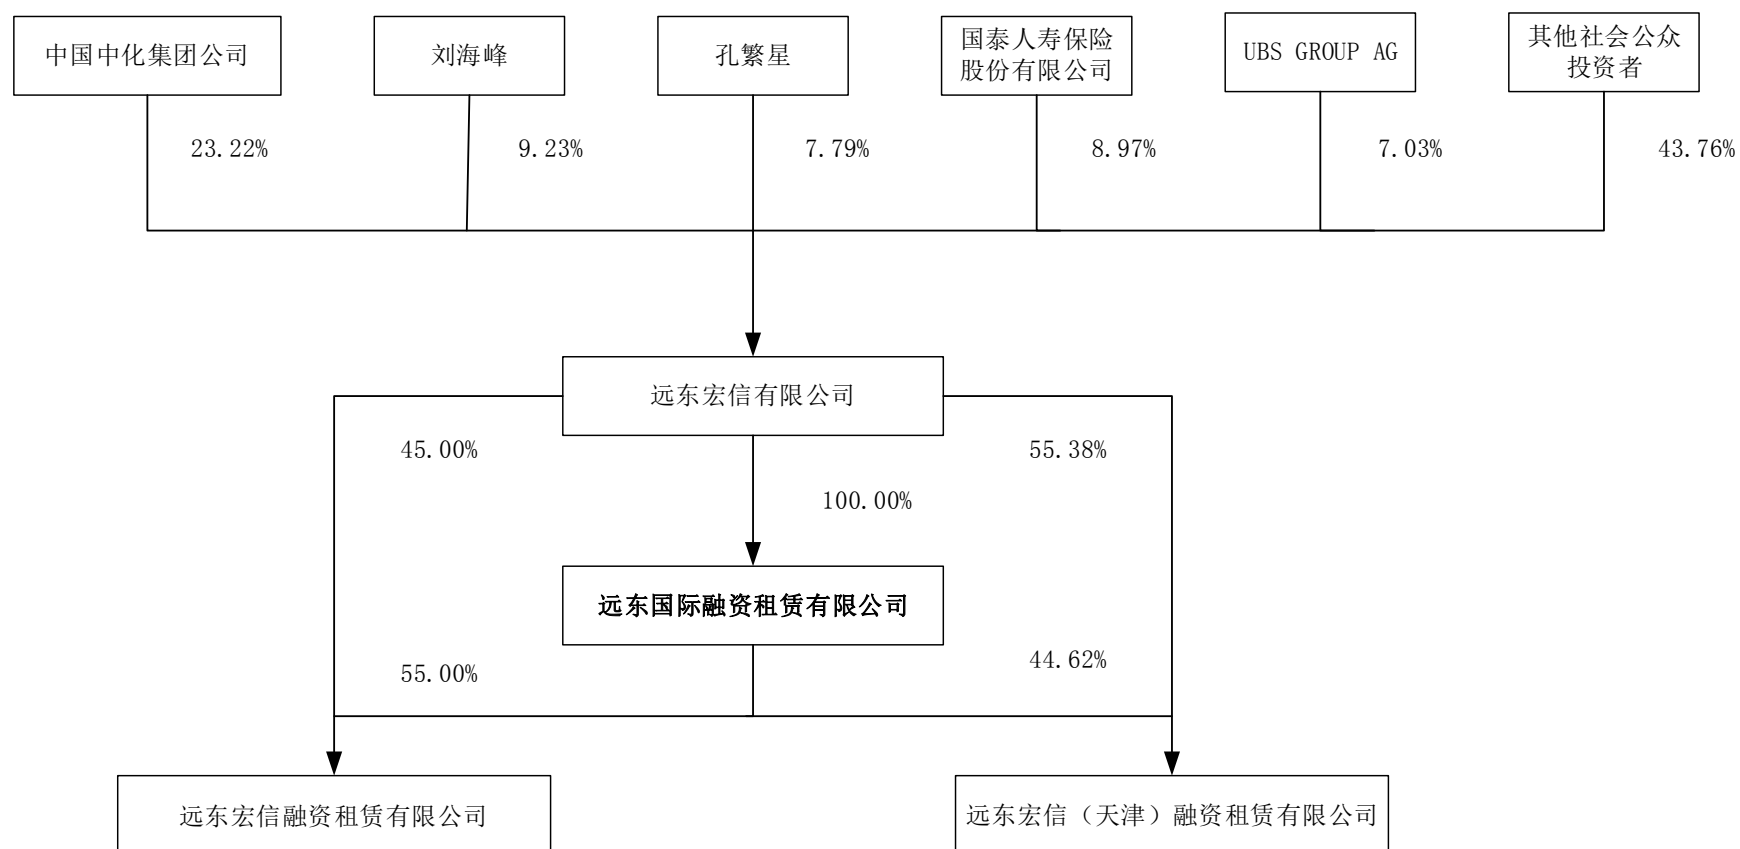 中国中化集团公司
刘海峰
孔繁星
国泰人寿保险
股份有限公司
UBS GROUP AG
其他社会公众
投资者
23.22%
9.23%
7.79%
8.97%
7.03%
43.76%
远东宏信有限公司
45.00%
55.38%
100.00%
远东国际融资租赁有限公司
55.00%
44.62%
远东宏信融资租赁有限公司
远东宏信（天津）融资租赁有限公司